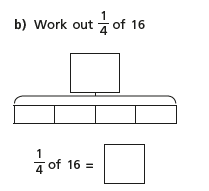 b) Work out 1/4 of 16
1/4 of 16 =